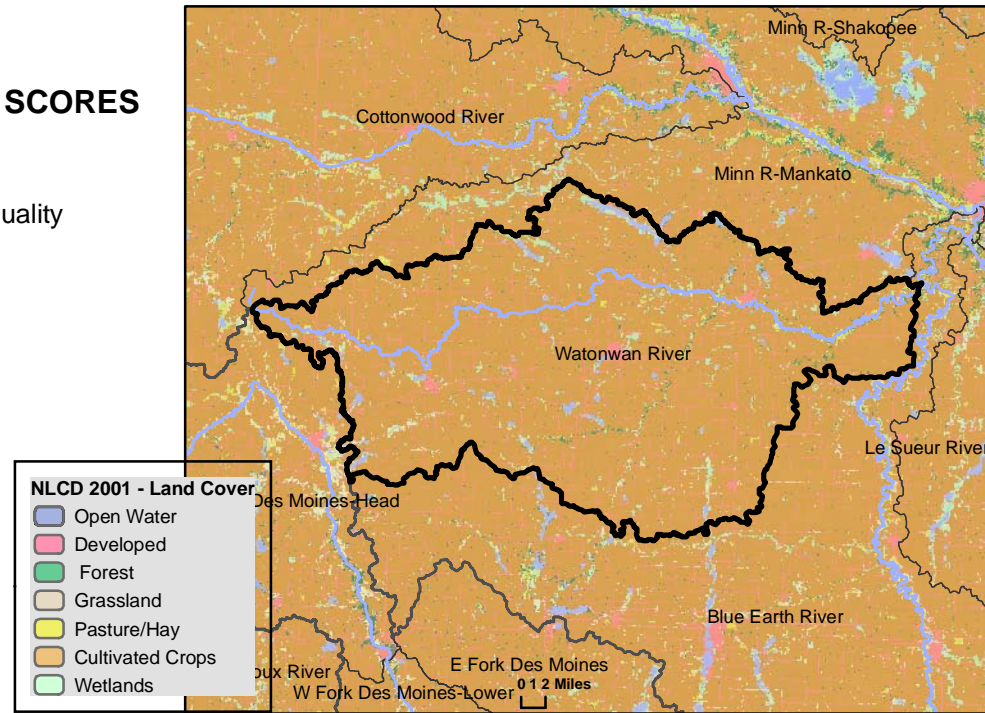 SCORES
uality
Minn R-Shakopee
Cottonwood River
Minn R-Mankato
Watonwan River
Le Sueur River
Des Moines-Head
NLCD 2001 - Land Cover
Open Water
Developed
Forest
Grassland
Pasture/Hay
Cultivated Crops
Wetlands
Blue Earth River
oux River
E Fork Des Moines
W Fork Des Moines-Lower
0 1 2 Miles